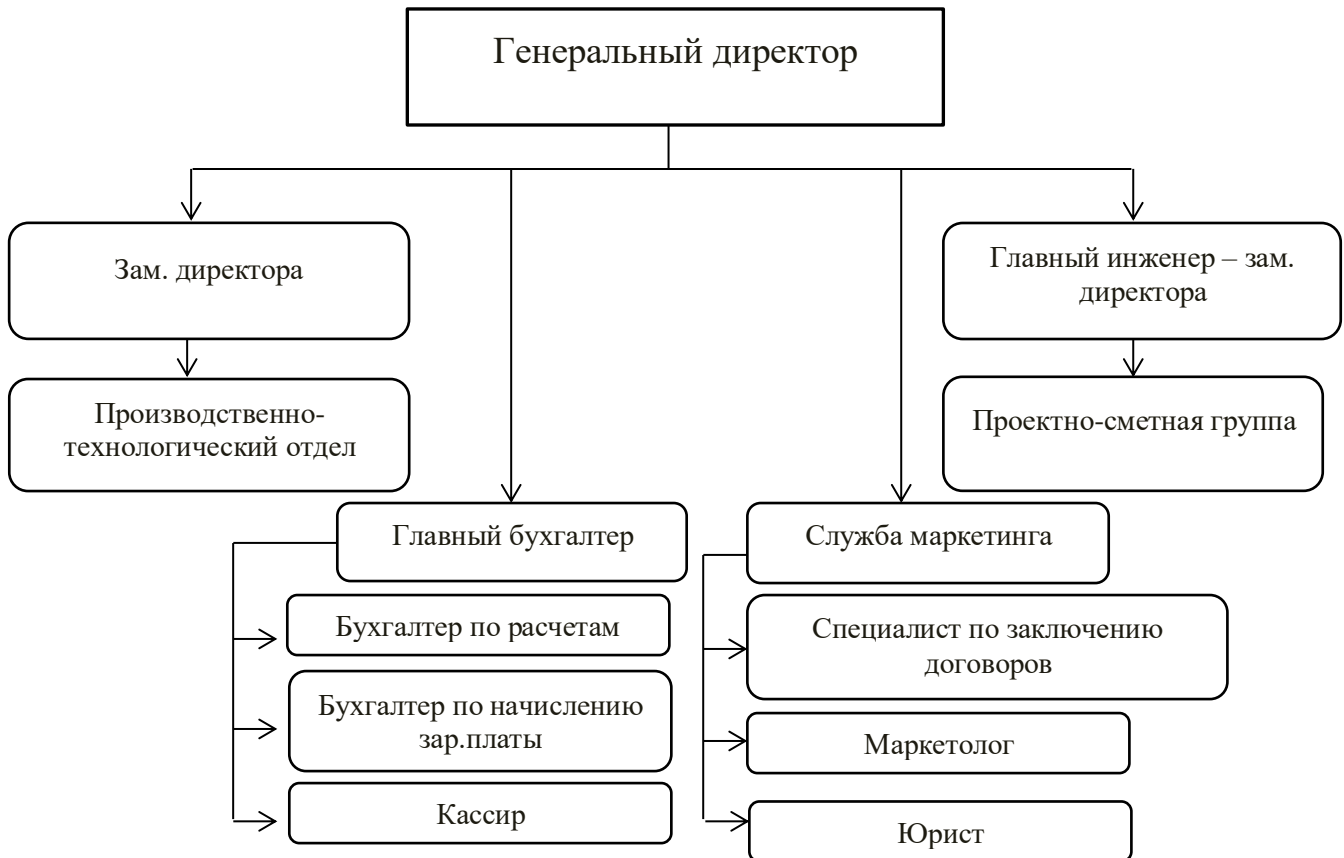 Генеральный директор
Зам. директора
Главный инженер – зам.
директора
Производственно-
технологический отдел
Проектно-сметная группа
Главный бухгалтер
Служба маркетинга
Бухгалтер по расчетам
Специалист по заключению
договоров
Бухгалтер по начислению
зар.платы
Маркетолог
Кассир
Юрист